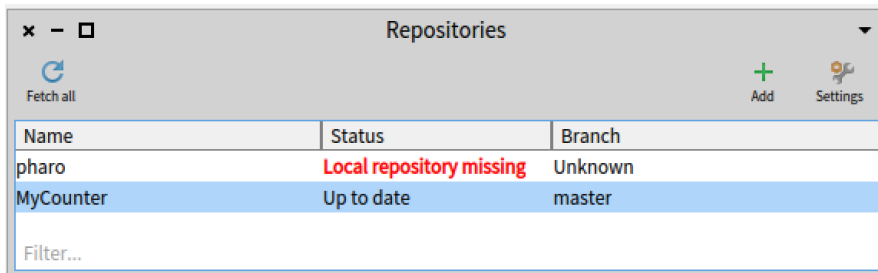 Repositories
Fetch all
Add
Settings
Name Status Branch
pharo Local repository missing Unknown
MyCounter Up to date master
Filter...